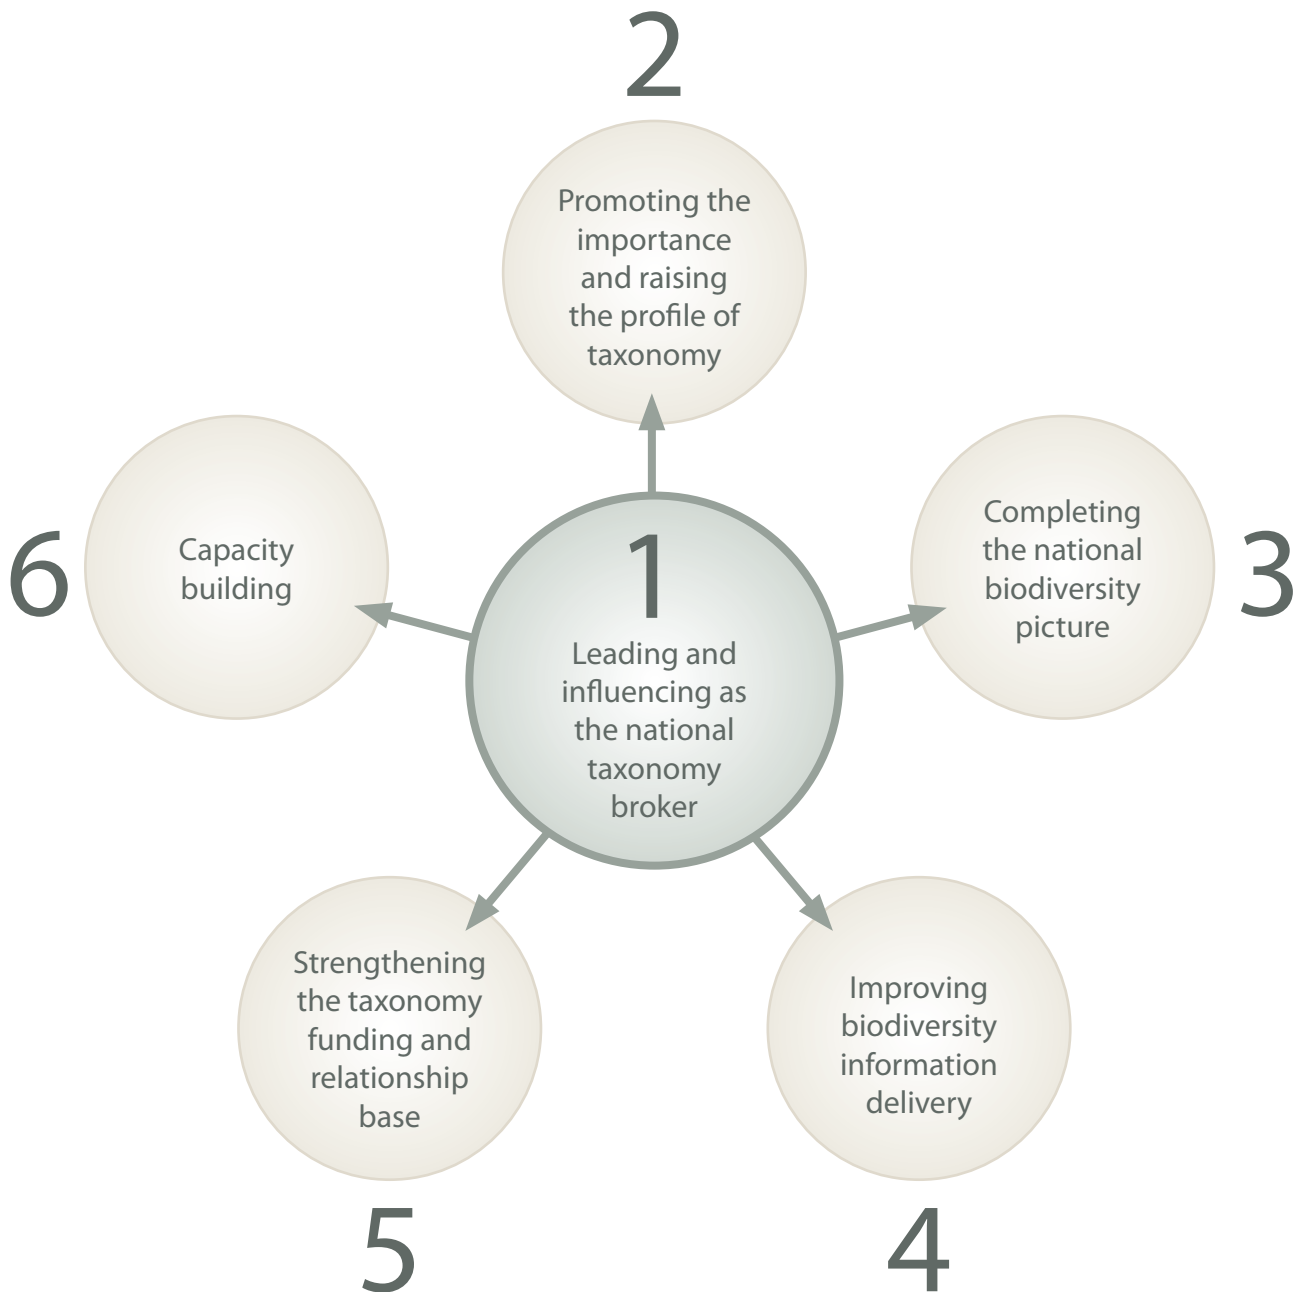 2
Promoting the
importance
and raising
the profile of
taxonomy
1
Leading and
influencing as
the national
taxonomy
broker
Completing
the national
biodiversity
picture
3
Improving
biodiversity
information
delivery
4
Strengthening
the taxonomy
funding and
relationship
base
5
6
Capacity
building